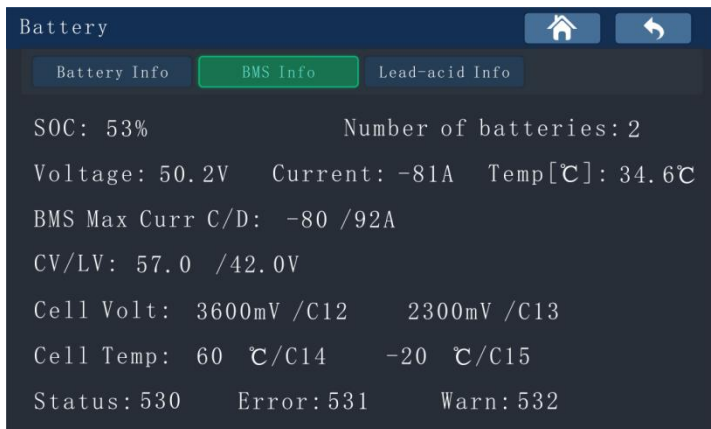 Battery
Battery Info BMS Info Lead-acid Info
SOC: 53% Number of batteries: 2
Voltage: 50.2V Current: -81A Temp[℃]: 34.6℃
BMS Max Curr C/D: -80 /92A
CV/LV: 57.0 /42.0V
Cell Volt: 3600mV /C12 2300mV /C13
Cell Temp: 60 ℃/C14 -20 ℃/C15
Status: 530 Error: 531 Warn: 532